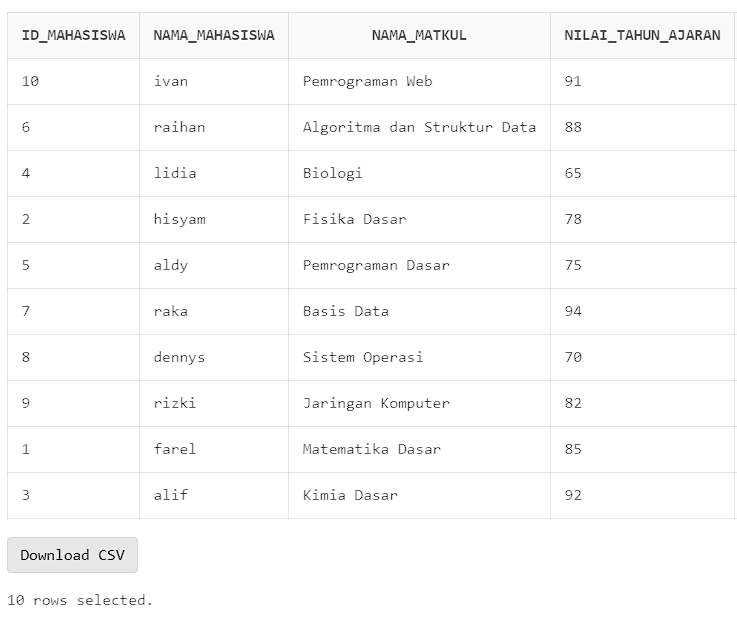 ID_MAHASISWA NAMA_MAHASISWA NAMA_MATKUL NILAI_TAHUN_AJARAN
10 ivan Pemrograman Web 91
6 raihan Algoritma dan Struktur Data 88
4 lidia Biologi 65
2 hisyam Fisika Dasar 78
5 aldy Pemrograman Dasar 75
7 raka Basis Data 94
8 dennys Sistem Operasi 70
9 rizki Jaringan Komputer 82
1 farel Matematika Dasar 85
3 alif Kimia Dasar 92
Download CSV
10 rows selected.